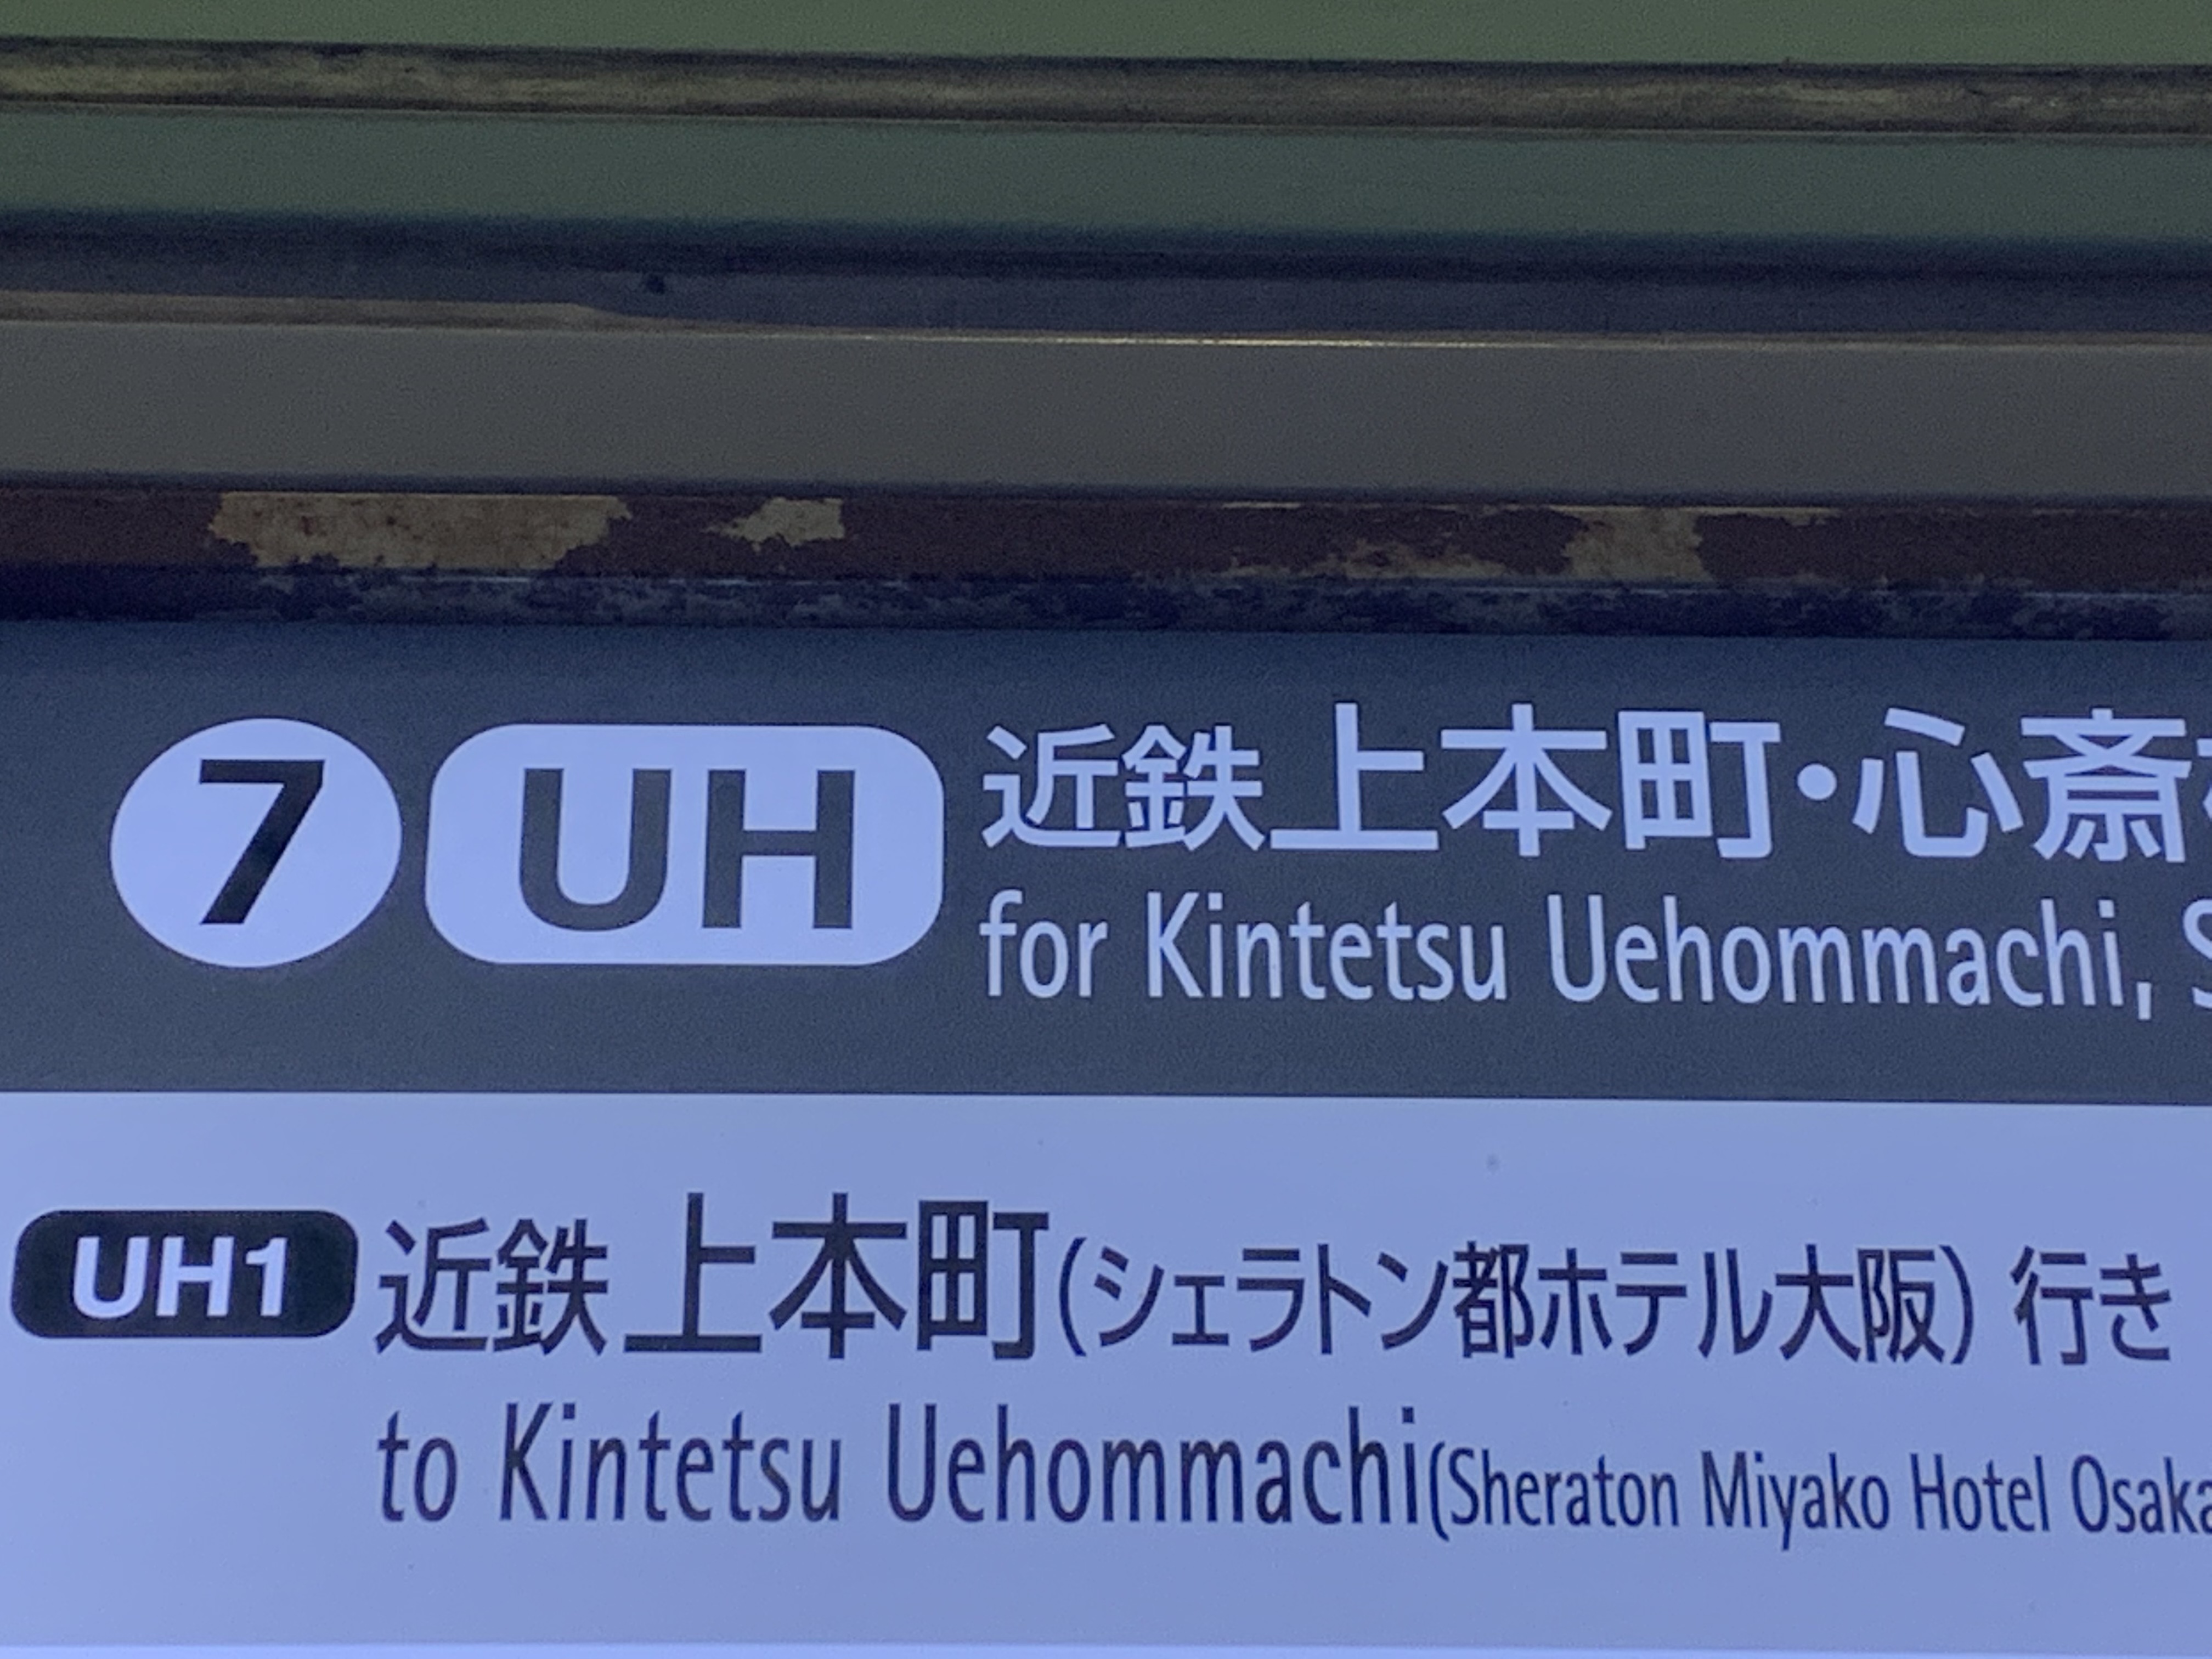 7 UH 近鉄上本町・心斎
for Kintetsu Uehommachi, S
UH1 近鉄 上本町(シェラトン都ホテル大阪) 行き
to Kintetsu Uehommachi(Sheraton Miyako Hotel Osaka